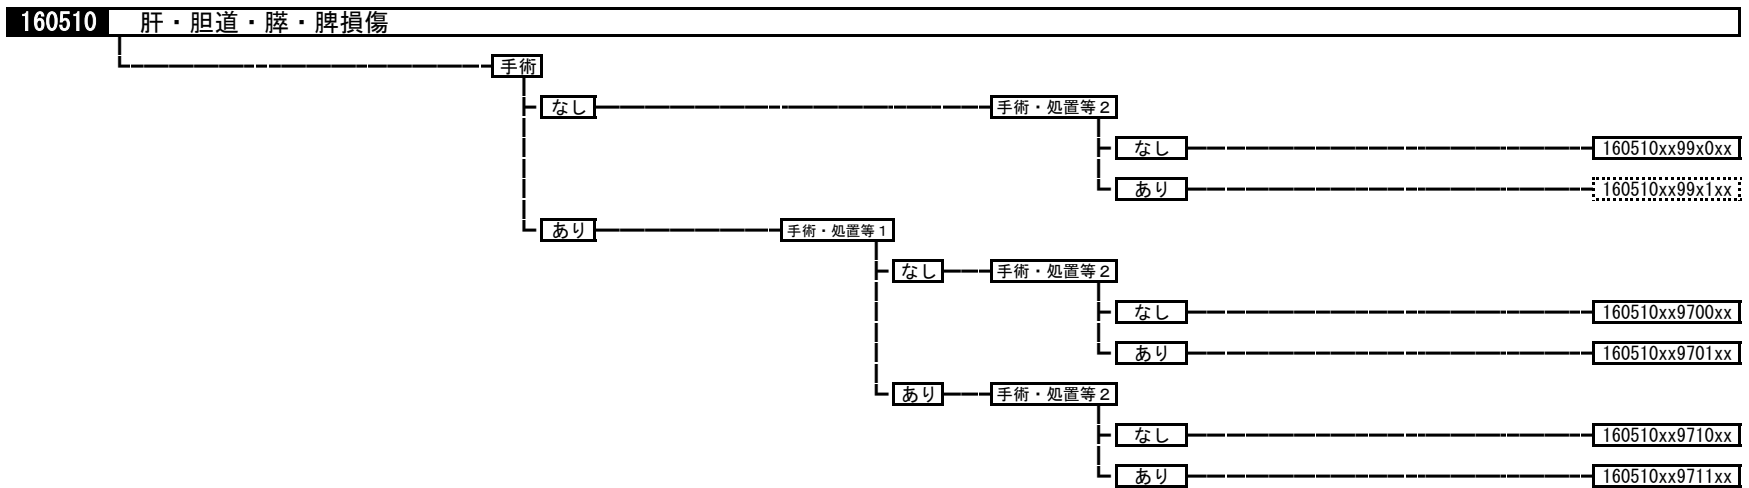 160510 肝・胆道・膵・脾損傷
手術
なし 手術・処置等２
なし 160510xx99x0xx
あり 160510xx99x1xx
あり 手術・処置等１
なし 手術・処置等２
なし 160510xx9700xx
あり 160510xx9701xx
あり 手術・処置等２
なし 160510xx9710xx
あり 160510xx9711xx